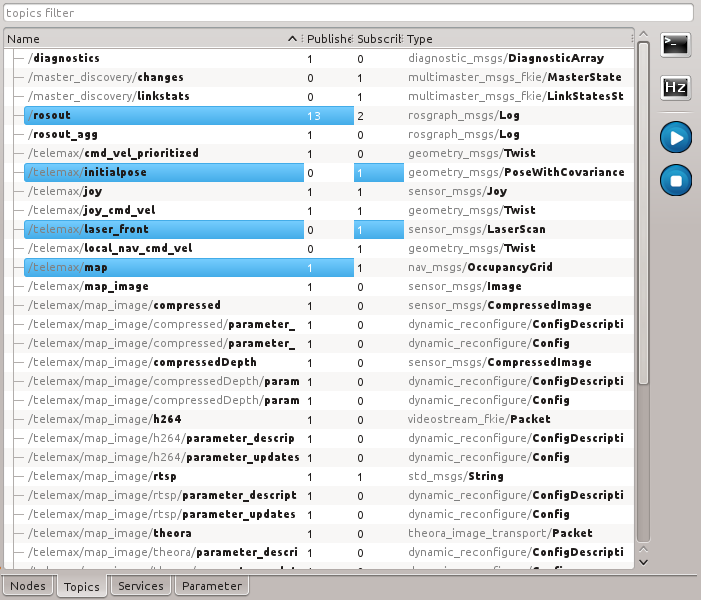 topics filter
Name Publishe Subscrib Type
/diagnostics 1 0 diagnostic_msgs/DiagnosticArray
/master_discovery/changes 0 1 multimaster_msgs_fkie/MasterState
/master_discovery/linkstats 0 1 multimaster_msgs_fkie/LinkStatesSt
/rosout 13 2 rosgraph_msgs/Log
/rosout_agg 1 0 rosgraph_msgs/Log
/telemax/cmd_vel_prioritized 1 0 geometry_msgs/Twist
/telemax/initialpose 0 1 geometry_msgs/PoseWithCovariance
/telemax/joy 1 1 sensor_msgs/Joy
/telemax/joy_cmd_vel 1 1 geometry_msgs/Twist
/telemax/laser_front 0 1 sensor_msgs/LaserScan
/telemax/local_nav_cmd_vel 0 1 geometry_msgs/Twist
/telemax/map 1 1 nav_msgs/OccupancyGrid
/telemax/map_image 1 0 sensor_msgs/Image
/telemax/map_image/compressed 1 0 sensor_msgs/CompressedImage
/telemax/map_image/compressed/parameter_ 1 0 dynamic_reconfigure/ConfigDescripti
/telemax/map_image/compressed/parameter_ 1 0 dynamic_reconfigure/Config
/telemax/map_image/compressedDepth 1 0 sensor_msgs/CompressedImage
/telemax/map_image/compressedDepth/param 1 0 dynamic_reconfigure/ConfigDescripti
/telemax/map_image/compressedDepth/param 1 0 dynamic_reconfigure/Config
/telemax/map_image/h264 1 0 videostream_fkie/Packet
/telemax/map_image/h264/parameter_descrip 1 0 dynamic_reconfigure/ConfigDescripti
/telemax/map_image/h264/parameter_updates 1 0 dynamic_reconfigure/Config
/telemax/map_image/rtsp 1 1 std_msgs/String
/telemax/map_image/rtsp/parameter_descript 1 0 dynamic_reconfigure/ConfigDescripti
/telemax/map_image/rtsp/parameter_updates 1 0 dynamic_reconfigure/Config
/telemax/map_image/theora 1 0 theora_image_transport/Packet
/telemax/map_image/theora/parameter_descri 1 0 dynamic_reconfigure/ConfigDescripti
Hz
Nodes Topics Services Parameter